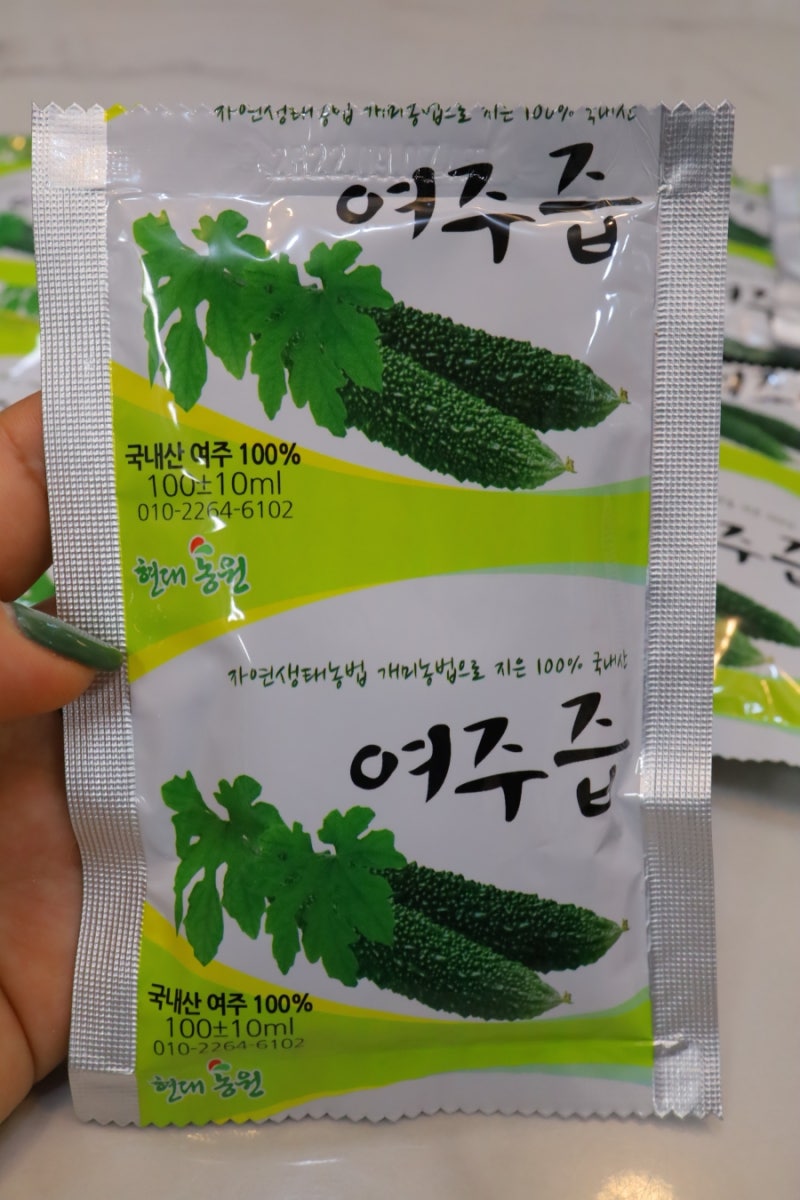 자연생태농법 개미농법으로 지은 100% 국내산
여주즙
국내산 여주 100%
100±10ml
010-2264-6102
현대농원
자연생태농법 개미농법으로 지은 100% 국내산
여주즙
국내산 여주 100%
100±10ml
010-2264-6102
현대농원